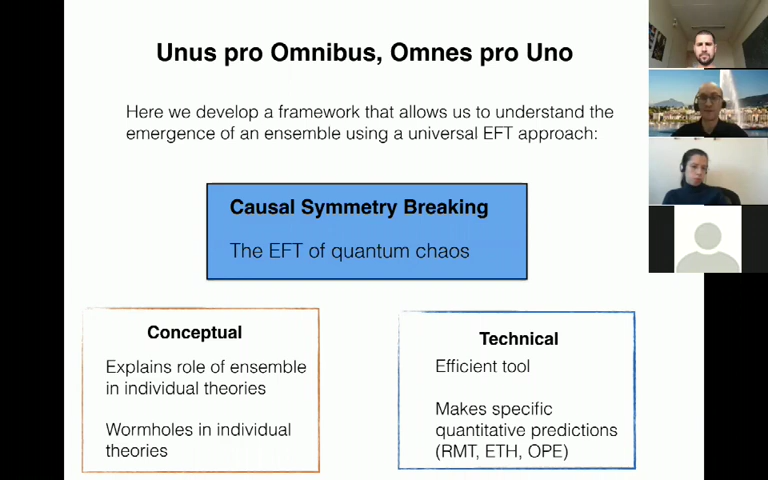 Unus pro Omnibus, Omnes pro Uno
Here we develop a framework that allows us to understand the
emergence of an ensemble using a universal EFT approach:
Causal Symmetry Breaking
The EFT of quantum chaos
Conceptual
Explains role of ensemble
in individual theories
Wormholes in individual
theories
Technical
Efficient tool
Makes specific
quantitative predictions
(RMT, ETH, OPE)